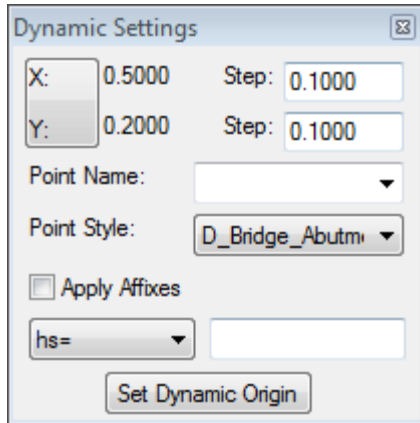 Dynamic Settings
X: 0.5000 Step: 0.1000
Y: 0.2000 Step: 0.1000
Point Name:
Point Style: D_Bridge_Abutm
Apply Affixes
hs=
Set Dynamic Origin